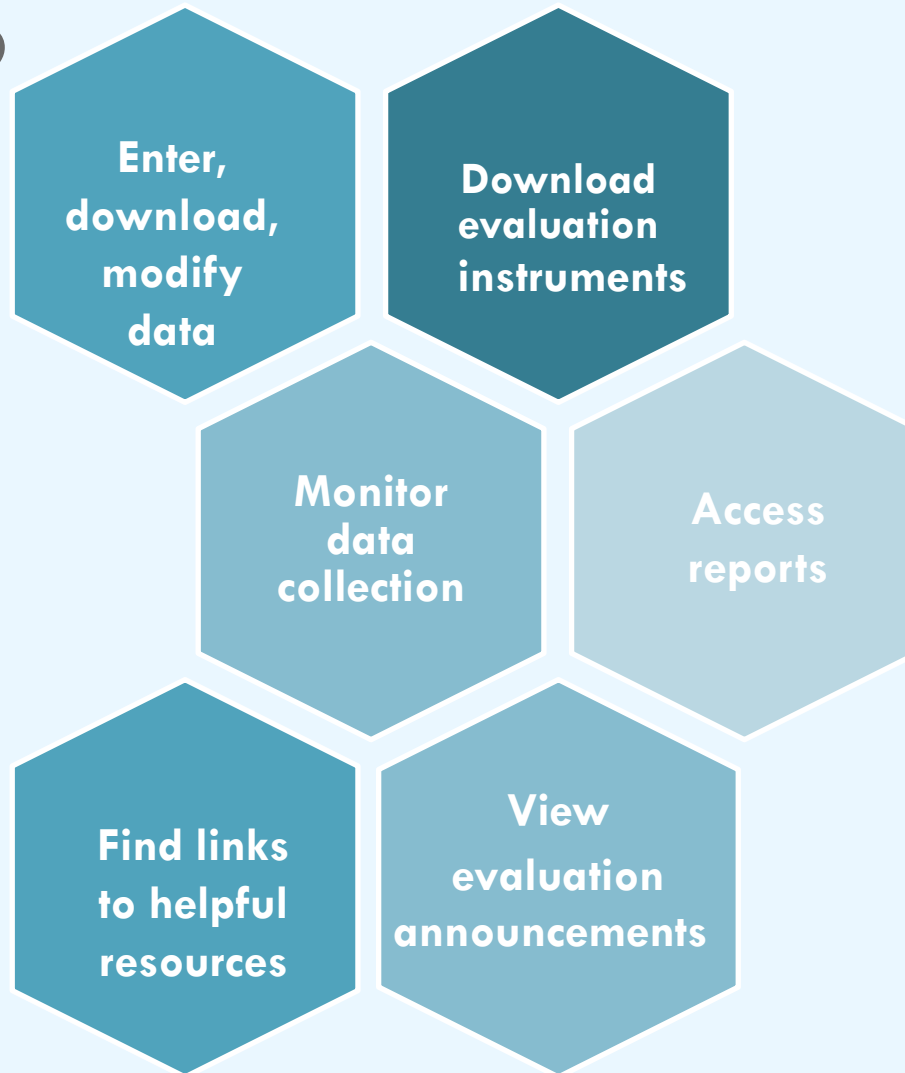 Enter,
download,
modify
data
Download
evaluation
instruments
Monitor
data
collection
Access
reports
Find links
to helpful
resources
View
evaluation
announcements